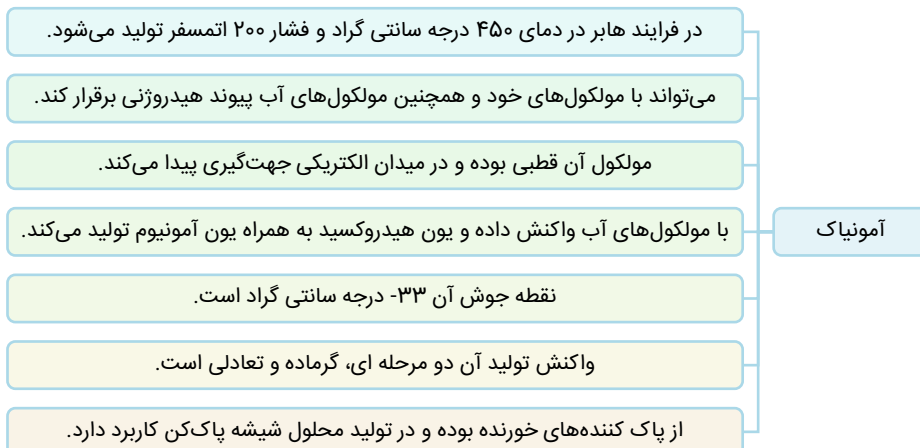 در فرایند هابر در دمای ۴۵۰ درجه سانتی گراد و فشار ۲۰۰ اتمسفر تولید می‌شود.
می‌تواند با مولکول‌های خود و همچنین مولکول‌های آب پیوند هیدروژنی برقرار کند.
مولکول آن قطبی بوده و در میدان الکتریکی جهت‌گیری پیدا می‌کند.
آمونیاک
با مولکول‌های آب واکنش داده و یون هیدروکسید به همراه یون آمونیوم تولید می‌کند.
نقطه جوش آن ۳۳- درجه سانتی گراد است.
واکنش تولید آن دو مرحله ای، گرماده و تعادلی است.
از پاک کننده‌های خورنده بوده و در تولید محلول شیشه پاک‌کن کاربرد دارد.